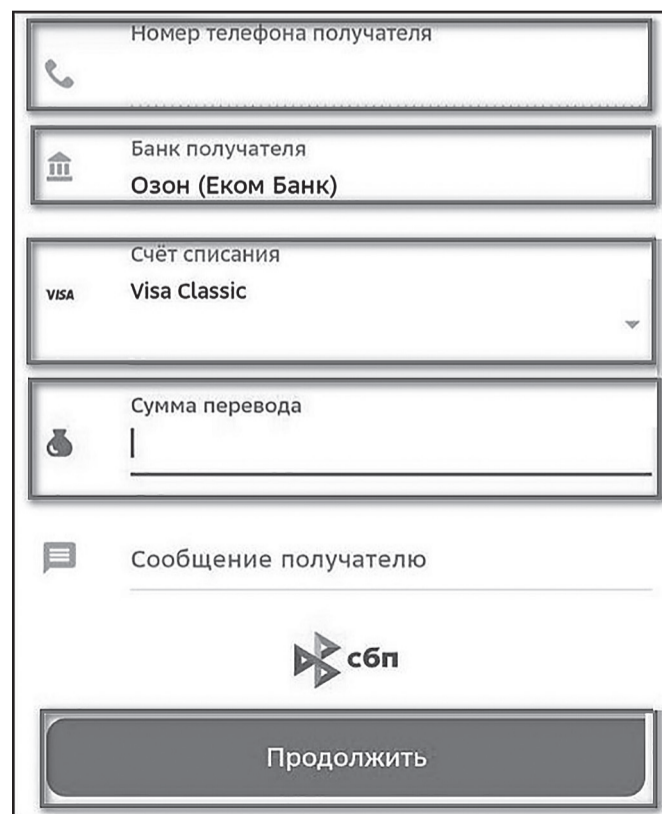 Номер телефона получателя
Банк получателя
Озон (Еком Банк)
Счёт списания
VISA
Visa Classic
Сумма перевода
Сообщение получателю
сбп
Продолжить